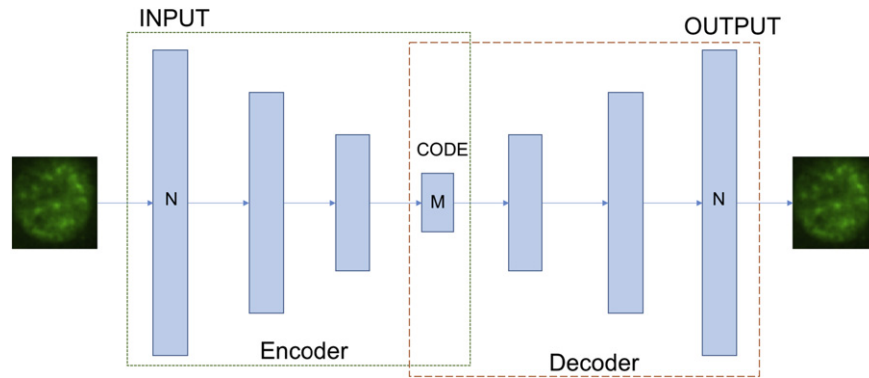 INPUT
OUTPUT
CODE
N
M
N
Encoder
Decoder